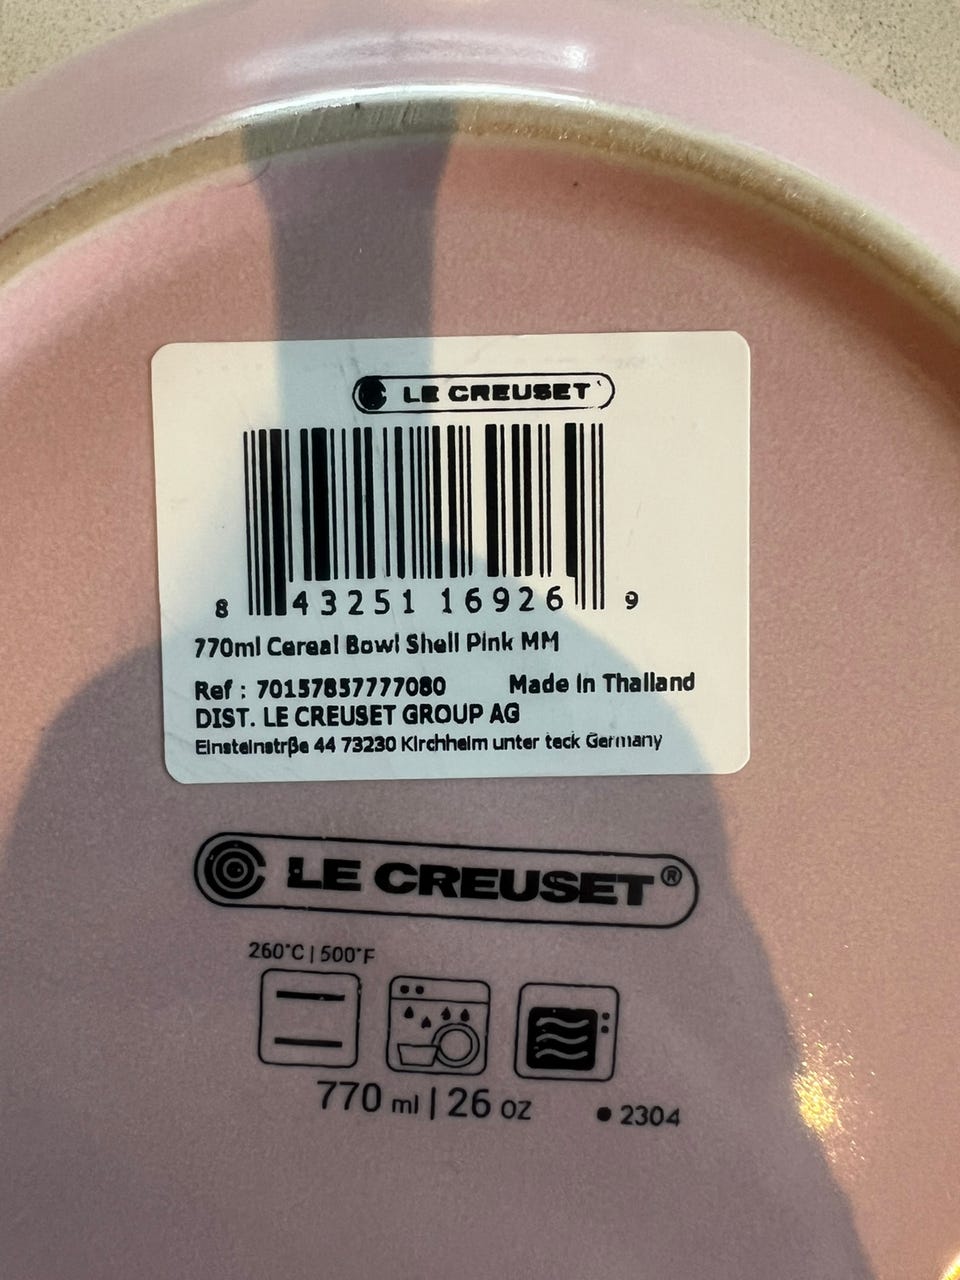 LE CREUSET
8 43251 16926 9
770ml Cereal Bowl Shell Pink MM
Ref : 70157857777080 Made In Thailand
DIST. LE CREUSET GROUP AG
Einsteinstrβe 44 73230 Kirchheim unter teck Germany
LE CREUSET®
260°C | 500°F
770 ml | 26 oz
• 2304